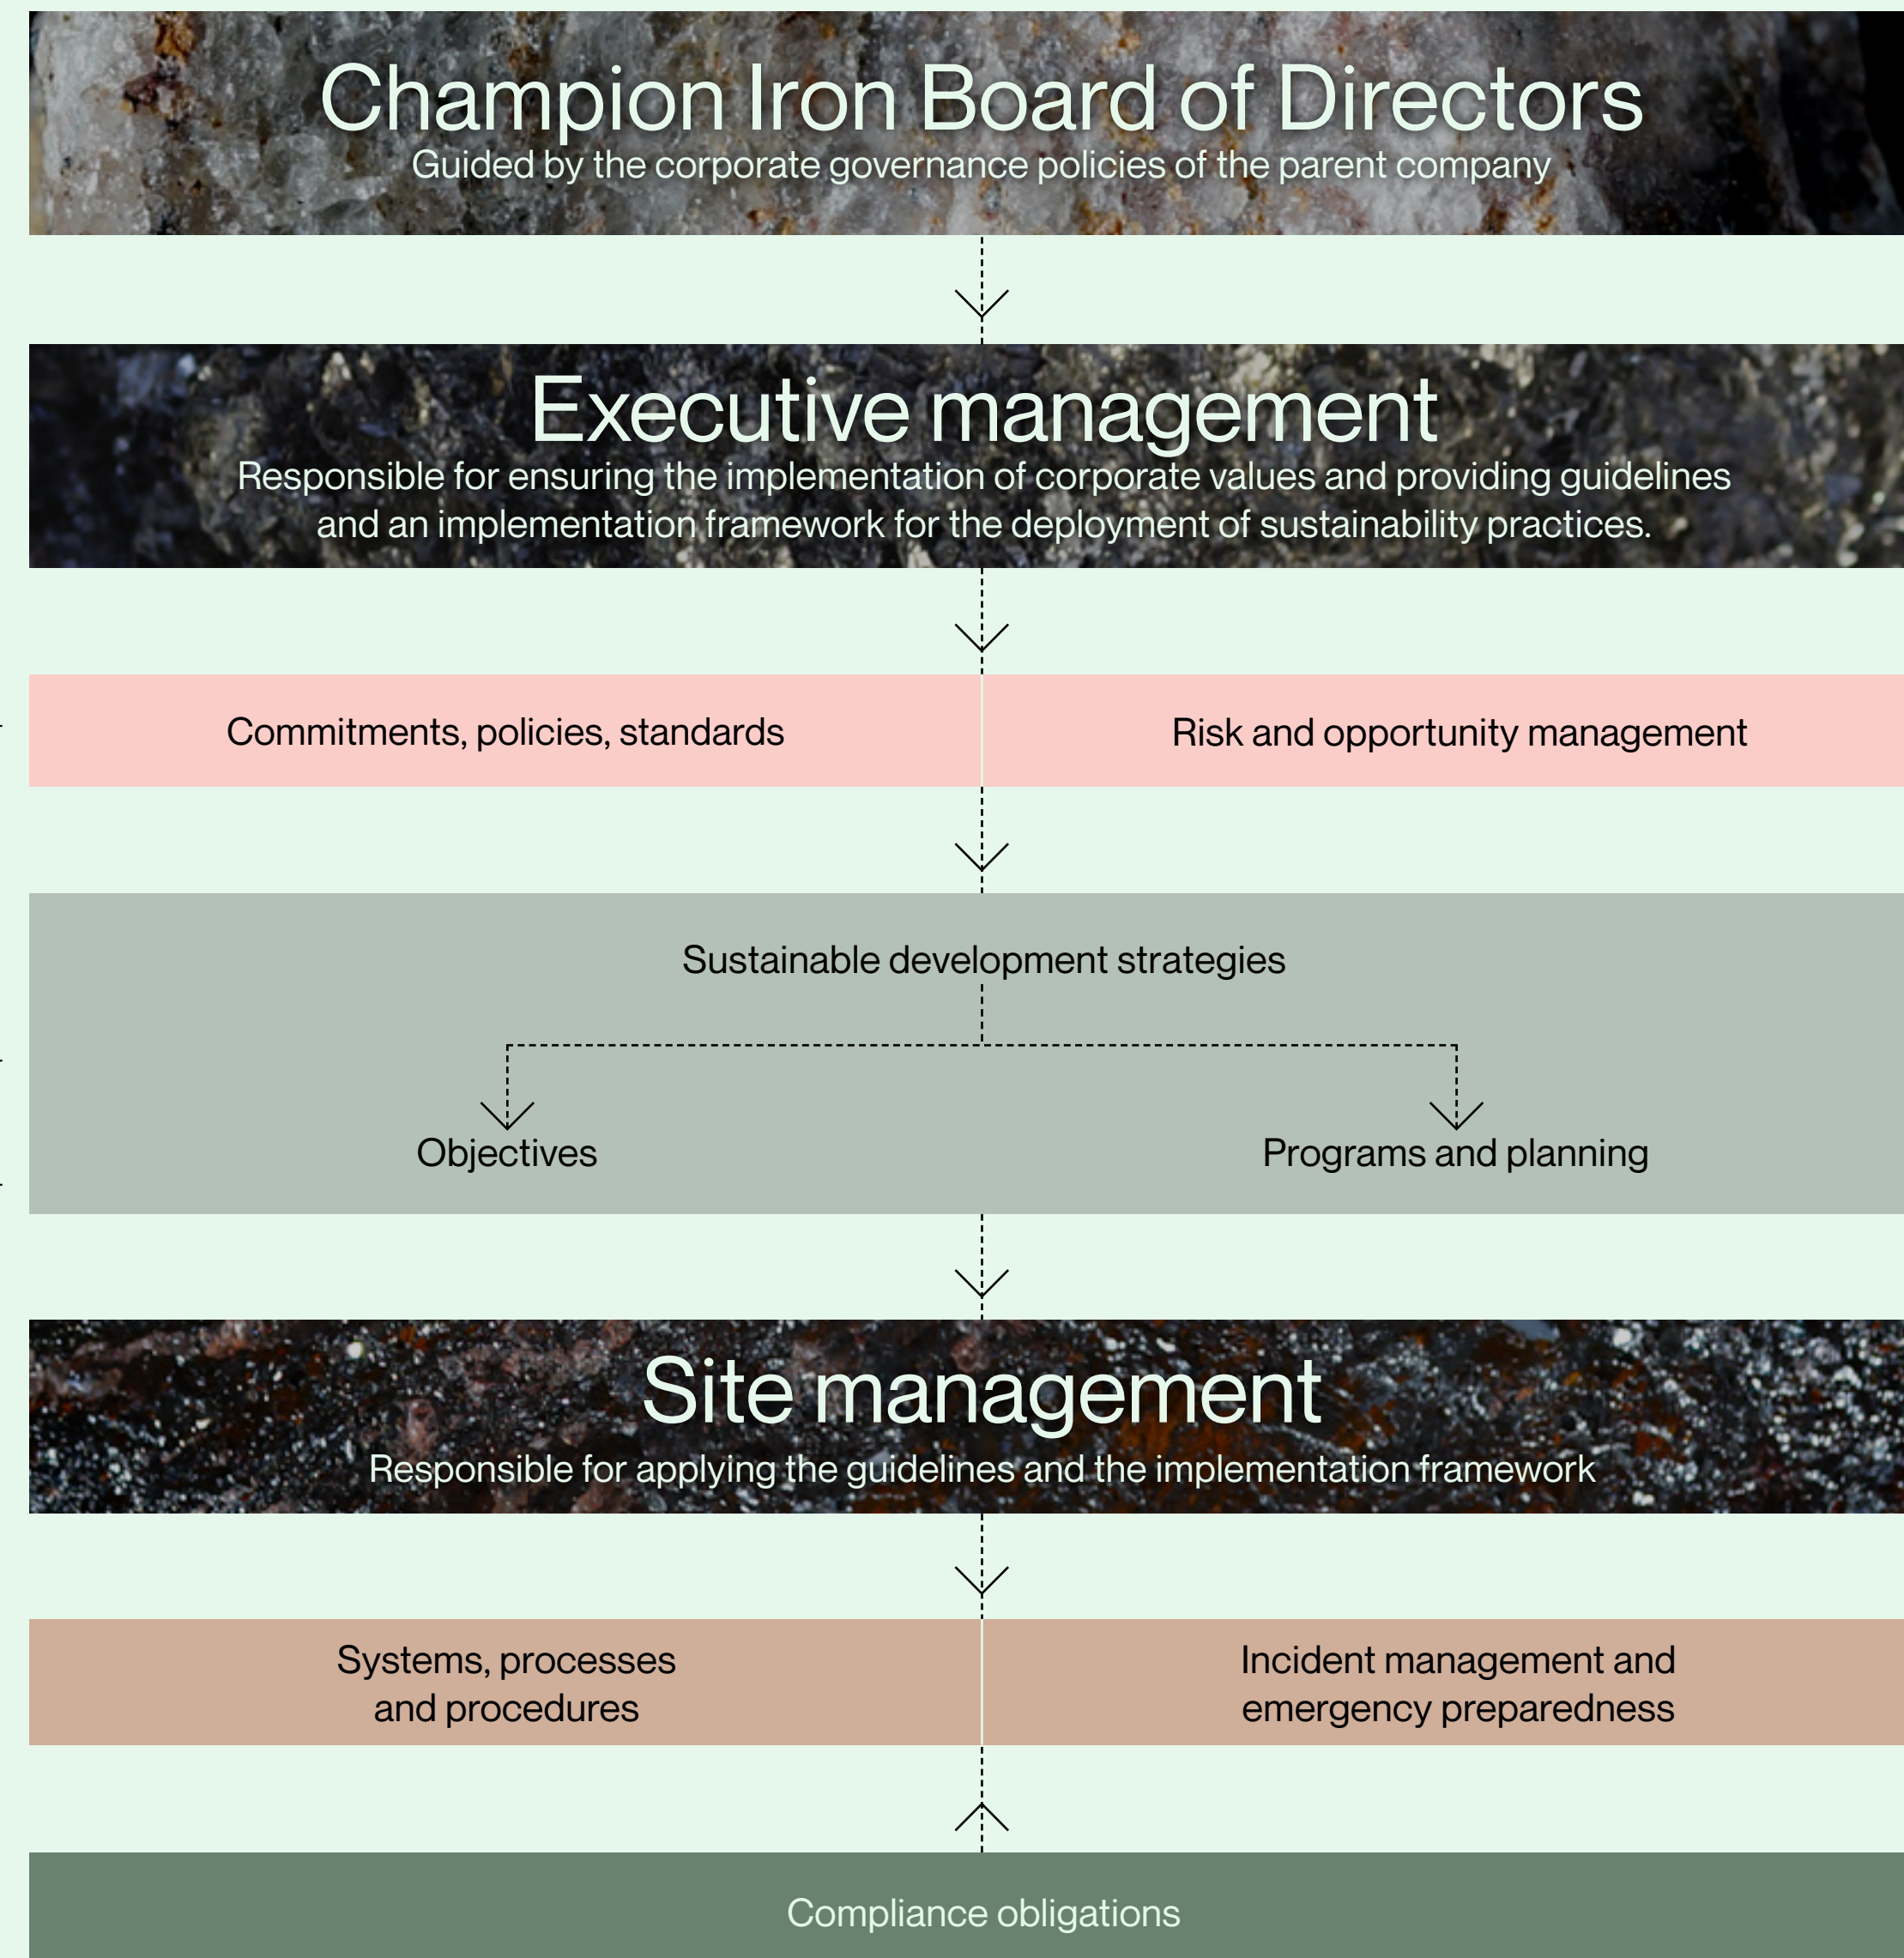 Champion Iron Board of Directors
Guided by the corporate governance policies of the parent company
Executive management
Responsible for ensuring the implementation of corporate values and providing guidelines
and an implementation framework for the deployment of sustainability practices.
Commitments, policies, standards
Risk and opportunity management
Sustainable development strategies
Objectives
Programs and planning
Site management
Responsible for applying the guidelines and the implementation framework
Systems, processes
and procedures
Incident management and
emergency preparedness
Compliance obligations